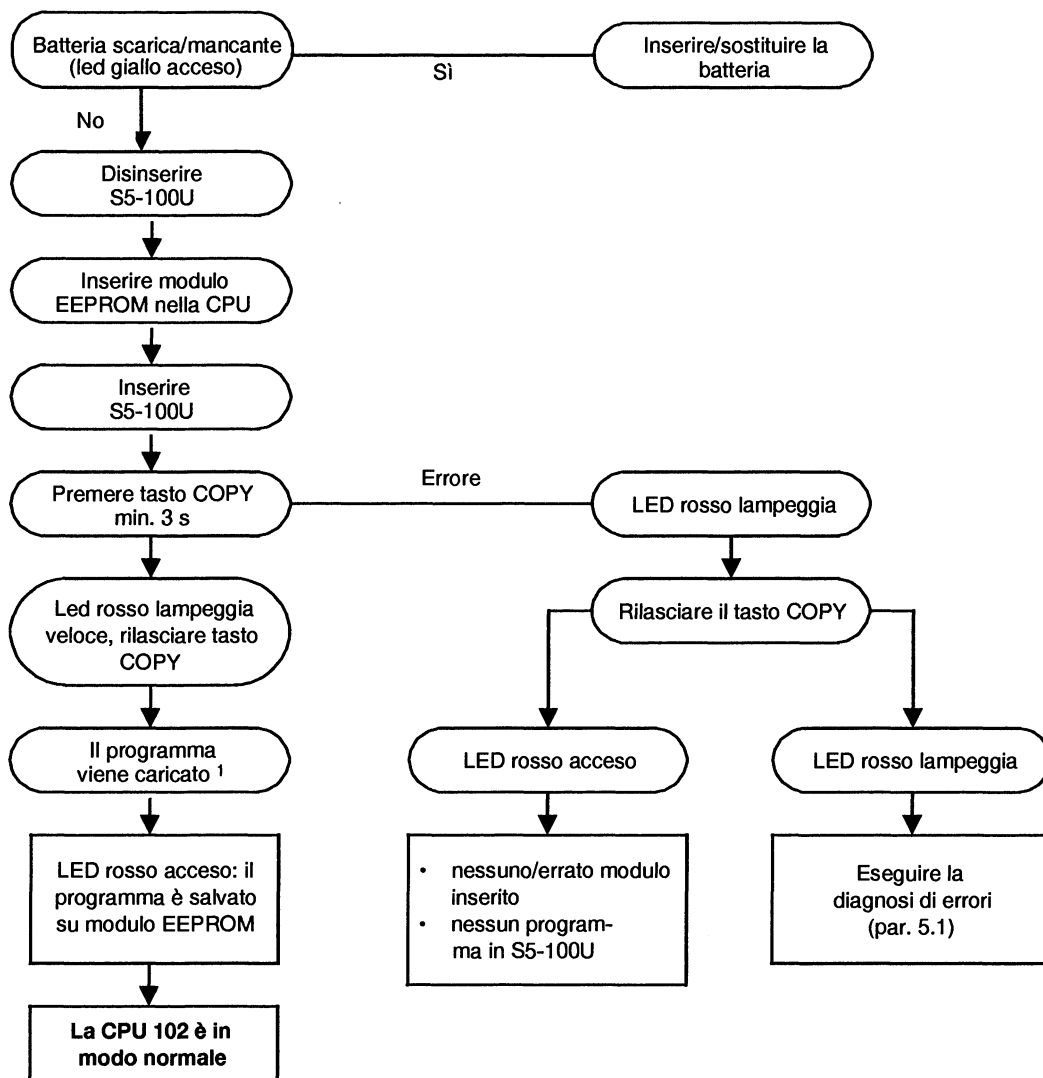 Batteria scarica/mancante
(led giallo acceso)
Sì
Inserire/sostituire la
batteria
No
Disinserire
S5-100U
Inserire modulo
EEPROM nella CPU
Inserire
S5-100U
Premere tasto COPY
min. 3 s
Errore
LED rosso lampeggia
Led rosso lampeggia
veloce, rilasciare tasto
COPY
Rilasciare il tasto COPY
Il programma
viene caricato 1
LED rosso acceso
LED rosso lampeggia
LED rosso acceso: il
programma è salvato
su modulo EEPROM
• nessuno/errato modulo
inserito
• nessun program-
ma in S5-100U
Eseguire la
diagnosi di errori
(par. 5.1)
La CPU 102 è in
modo normale